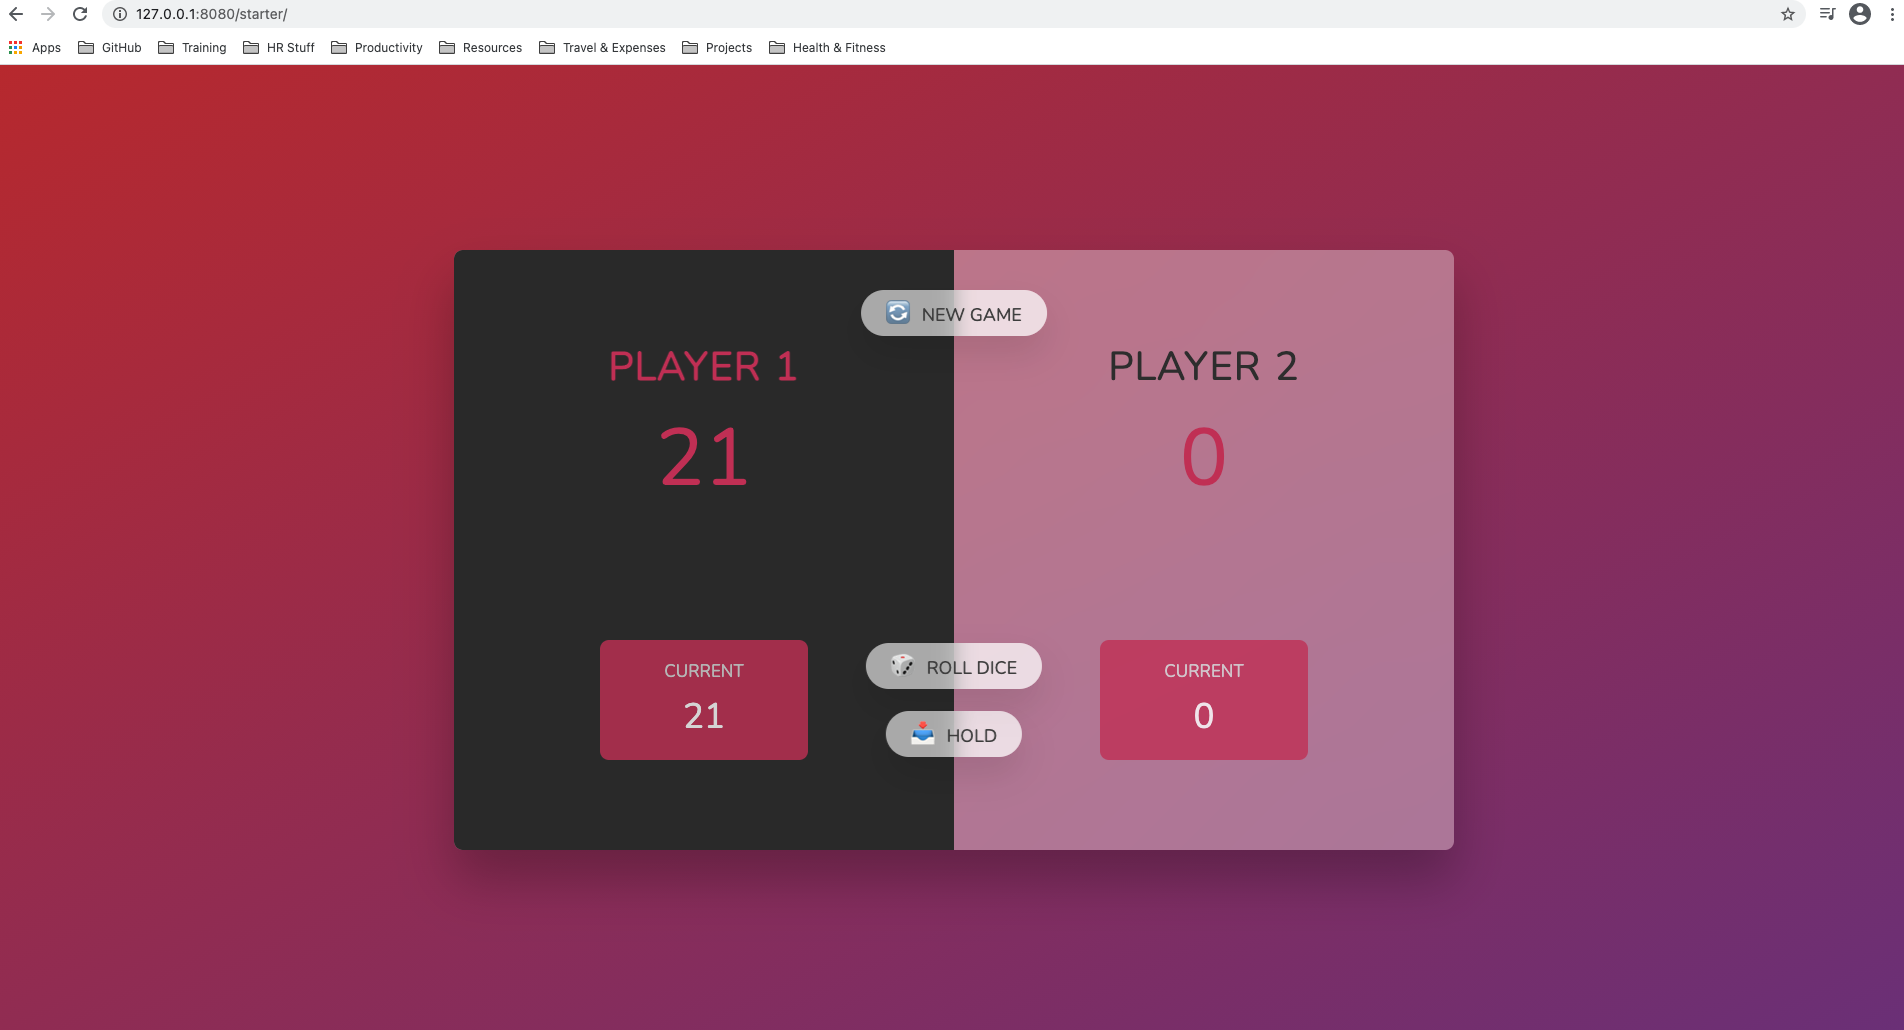 127.0.0.1:8080/starter/
Apps GitHub Training HR Stuff Productivity Resources Travel & Expenses Projects Health & Fitness
NEW GAME
PLAYER 1
21
CURRENT
21
PLAYER 2
0
CURRENT
0
ROLL DICE
HOLD